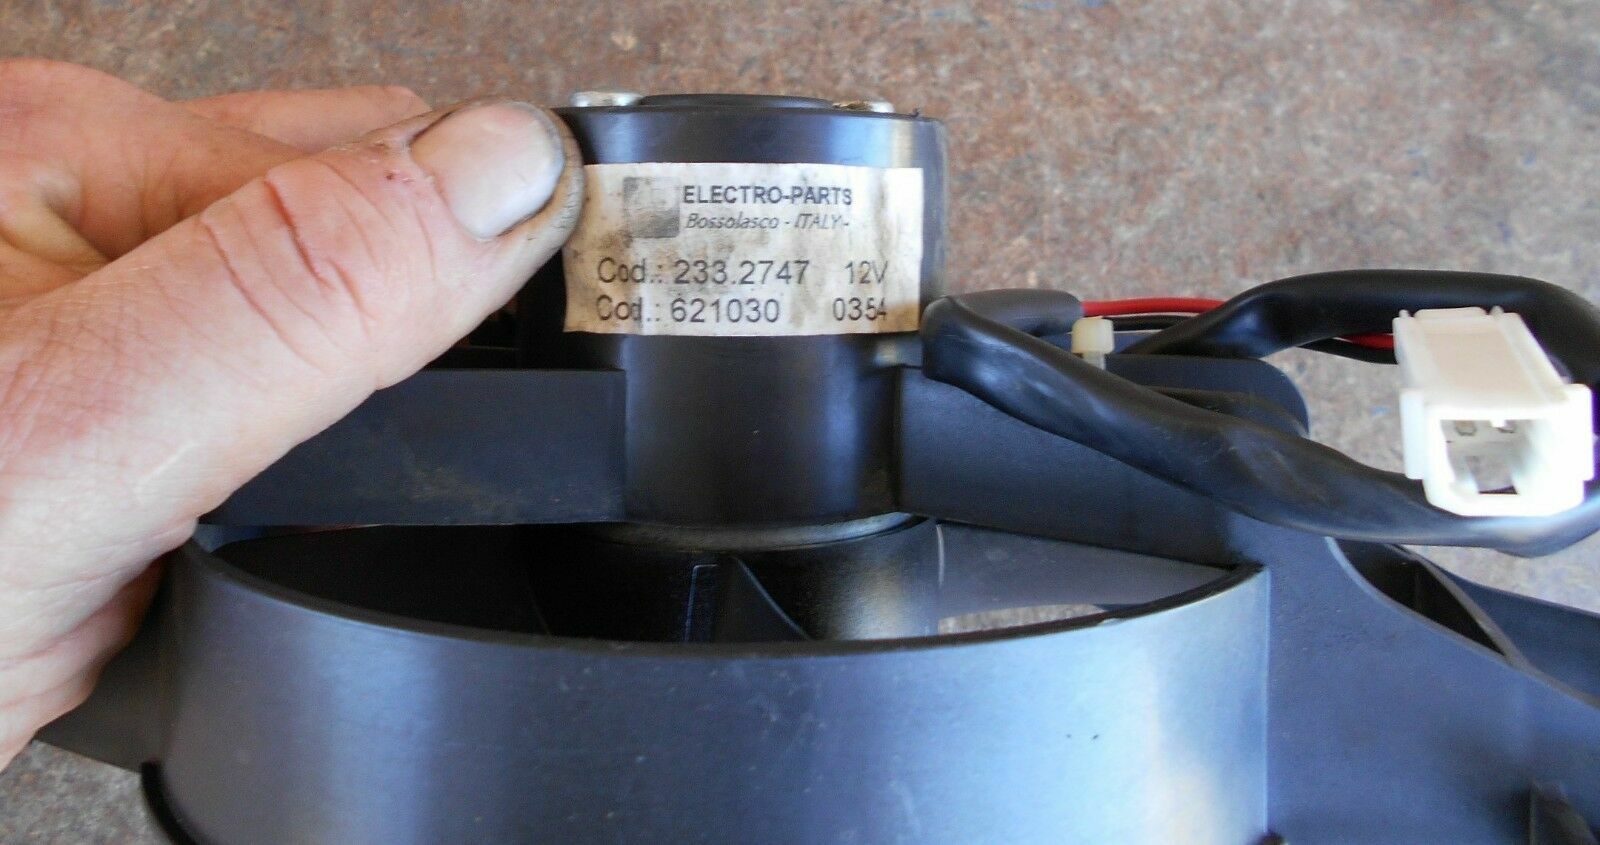 ELECTRO-PARTS
Bossolasco - ITALY -
Cod.: 233.2747 12V
Cod.: 621030 0354